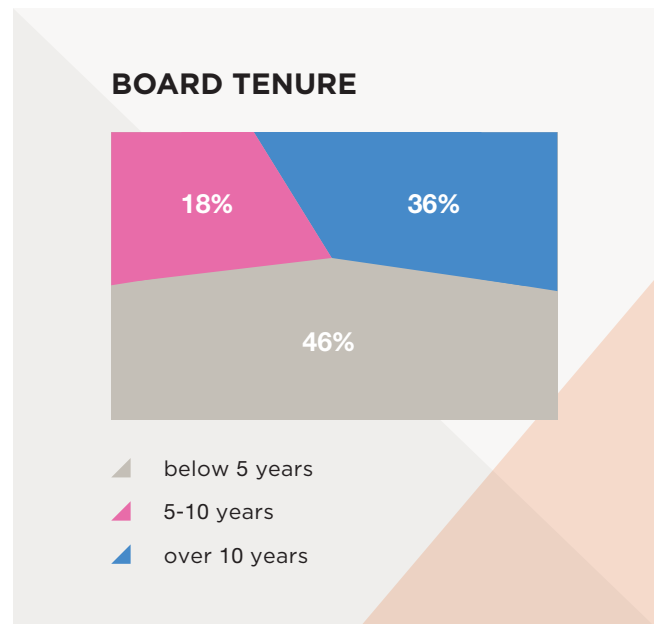 BOARD TENURE
18%
36%
46%
below 5 years
5-10 years
over 10 years